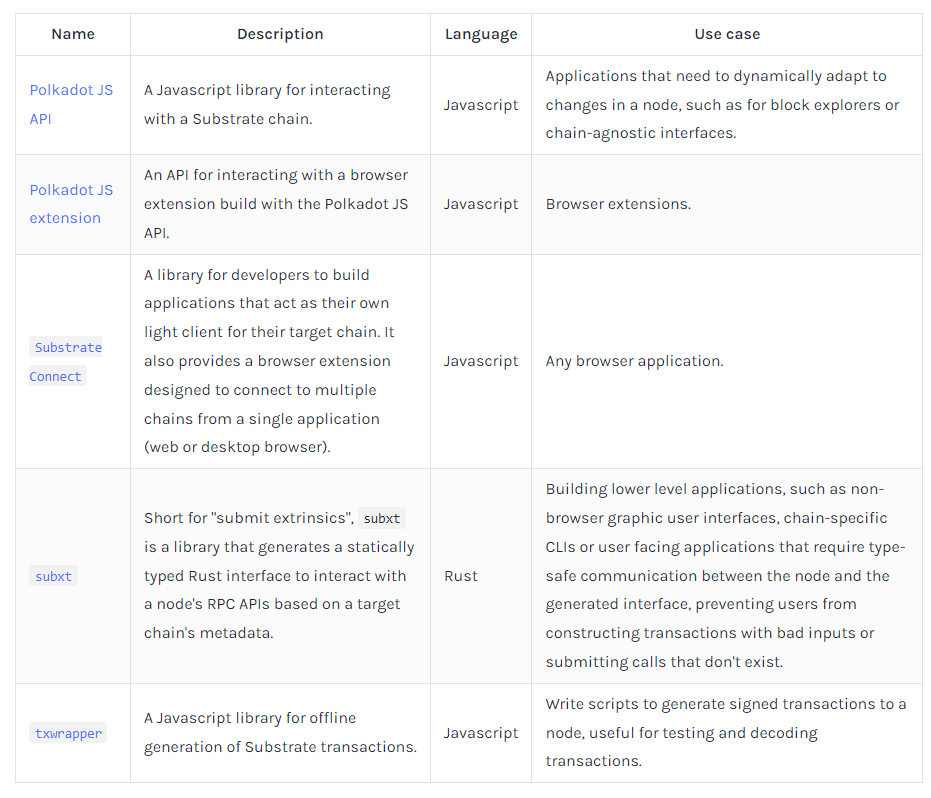 Name Description Language Use case
Polkadot JS
API
A Javascript library for interacting
with a Substrate chain.
Javascript
Applications that need to dynamically adapt to
changes in a node, such as for block explorers or
chain-agnostic interfaces.
Polkadot JS
extension
An API for interacting with a browser
extension build with the Polkadot JS
API.
Javascript
Browser extensions.
Substrate
Connect
A library for developers to build
applications that act as their own
light client for their target chain. It
also provides a browser extension
designed to connect to multiple
chains from a single application
(web or desktop browser).
Javascript
Any browser application.
subxt
Short for "submit extrinsics", subxt
is a library that generates a statically
typed Rust interface to interact with
a node's RPC APIs based on a target
chain's metadata.
Rust
Building lower level applications, such as non-
browser graphic user interfaces, chain-specific
CLIs or user facing applications that require type-
safe communication between the node and the
generated interface, preventing users from
constructing transactions with bad inputs or
submitting calls that don't exist.
txwrapper
A Javascript library for offline
generation of Substrate transactions.
Javascript
Write scripts to generate signed transactions to a
node, useful for testing and decoding
transactions.